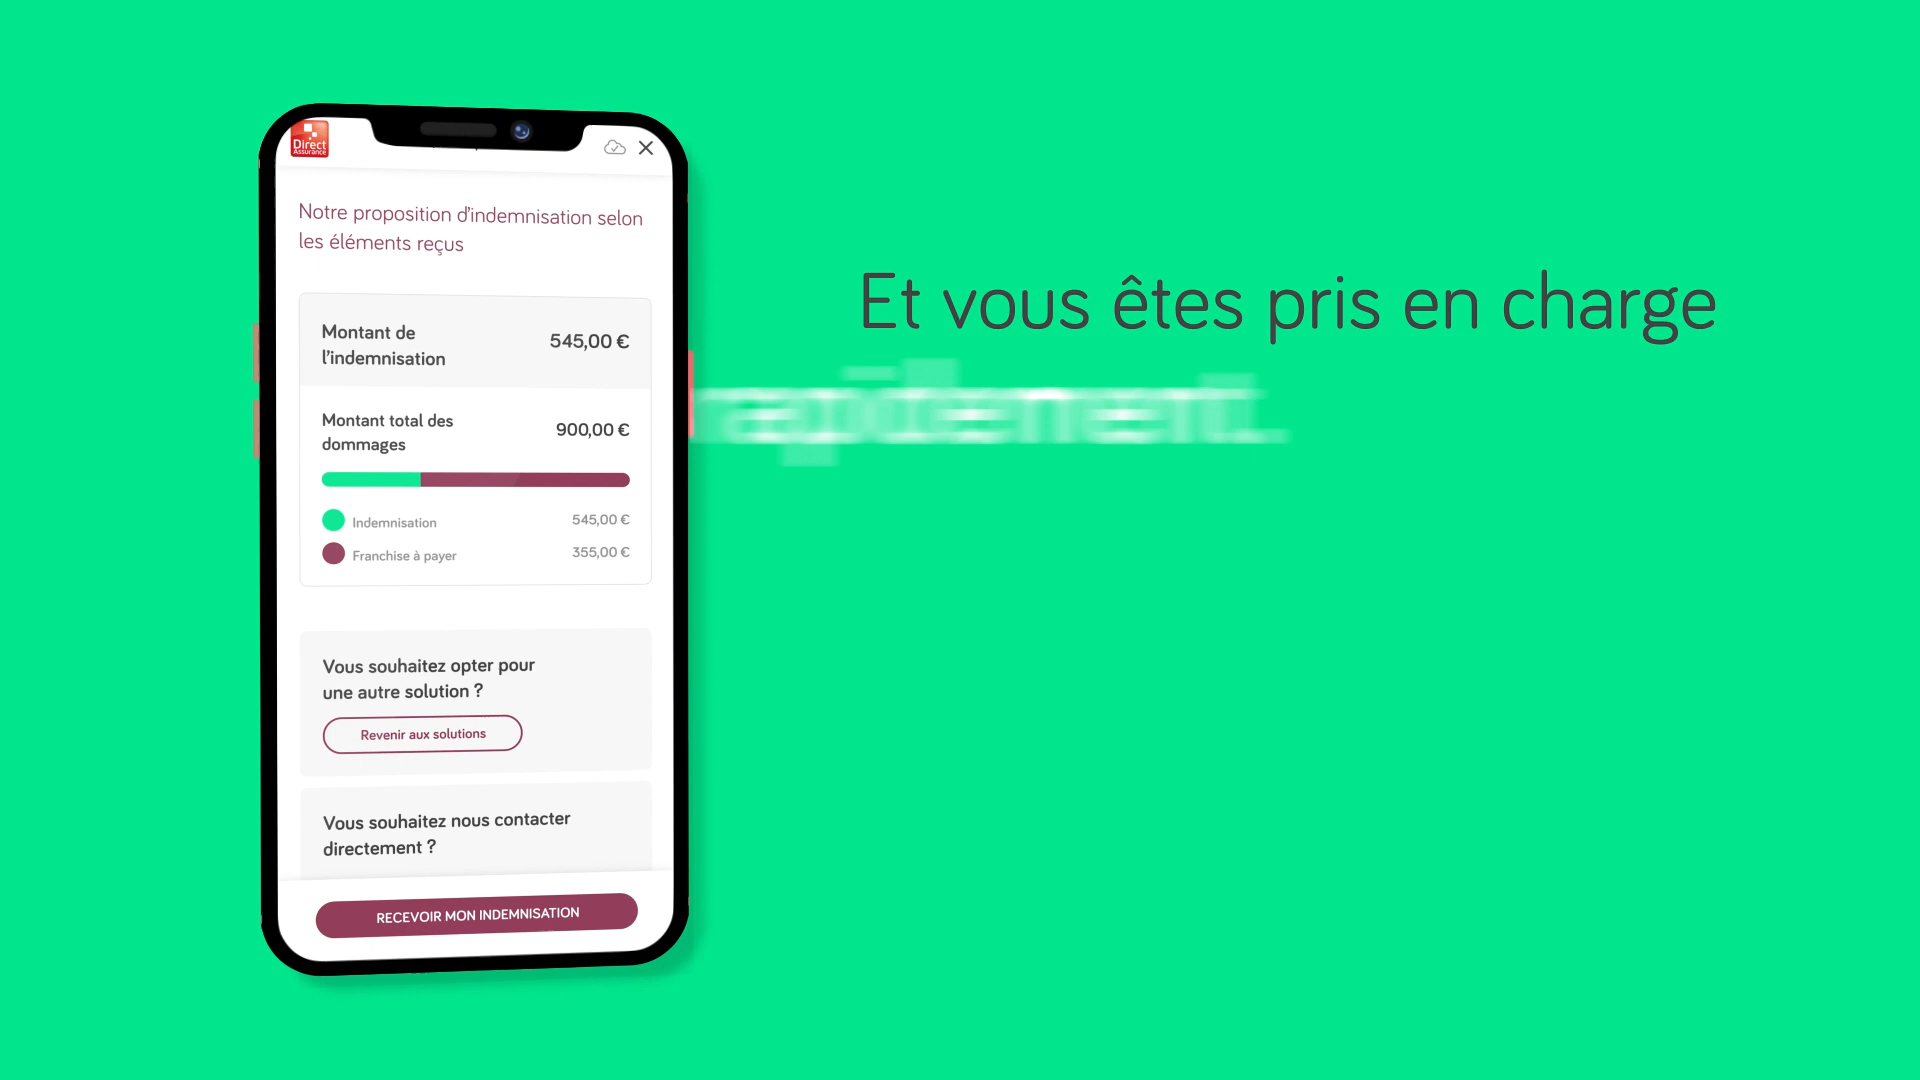 Direct
Assurance
Notre proposition d'indemnisation selon
les éléments reçus
Montant de
l'indemnisation
545,00 €
Montant total des
dommages
900,00 €
Indemnisation
545,00 €
Franchise à payer
355,00 €
Vous souhaitez opter pour
une autre solution ?
Revenir aux solutions
Vous souhaitez nous contacter
directement ?
RECEVOIR MON INDEMNISATION
Et vous êtes pris en charge
rapidement.